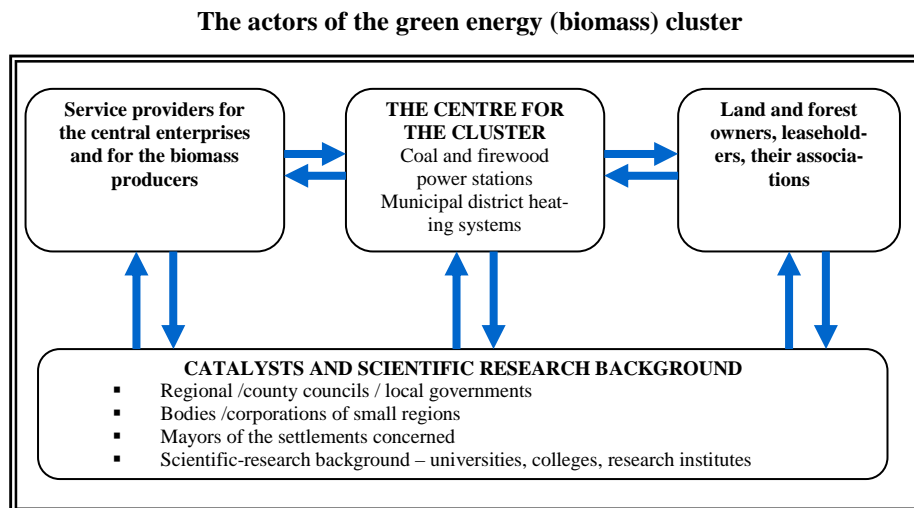 The actors of the green energy (biomass) cluster
Service providers for
the central enterprises
and for the biomass
producers
THE CENTRE FOR
THE CLUSTER
Coal and firewood
power stations
Municipal district heat-
ing systems
Land and forest
owners, leasehold-
ers, their associa-
tions
CATALYSTS AND SCIENTIFIC RESEARCH BACKGROUND
▪ Regional /county councils / local governments
▪ Bodies /corporations of small regions
▪ Mayors of the settlements concerned
▪ Scientific-research background – universities, colleges, research institutes